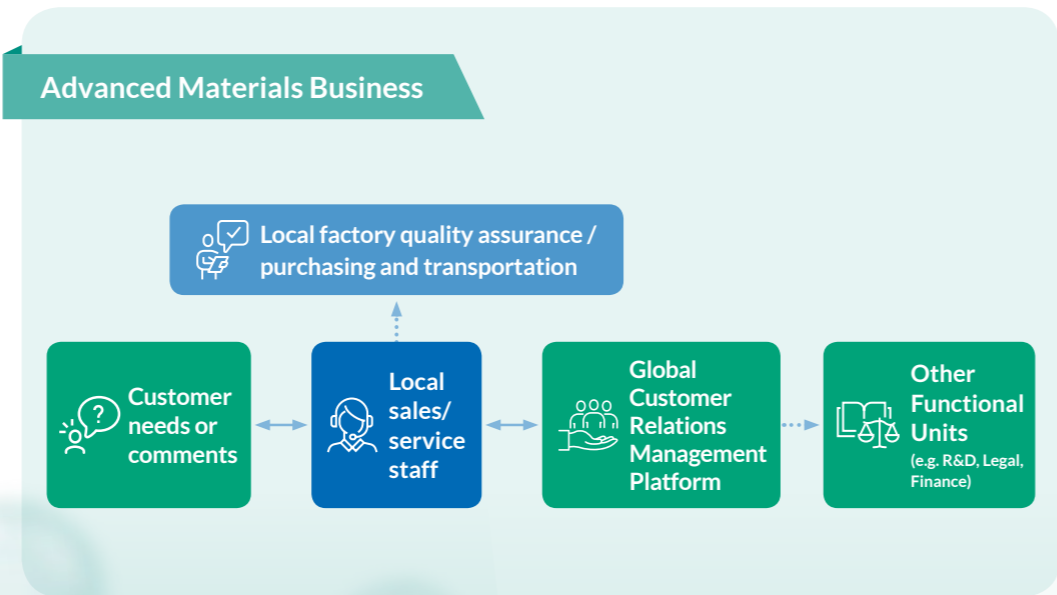 Advanced Materials Business
Local factory quality assurance /
purchasing and transportation
Customer
needs or
comments
?
Local
sales/
service
staff
Global
Customer
Relations
Management
Platform
Other
Functional
Units
(e.g. R&D, Legal,
Finance)